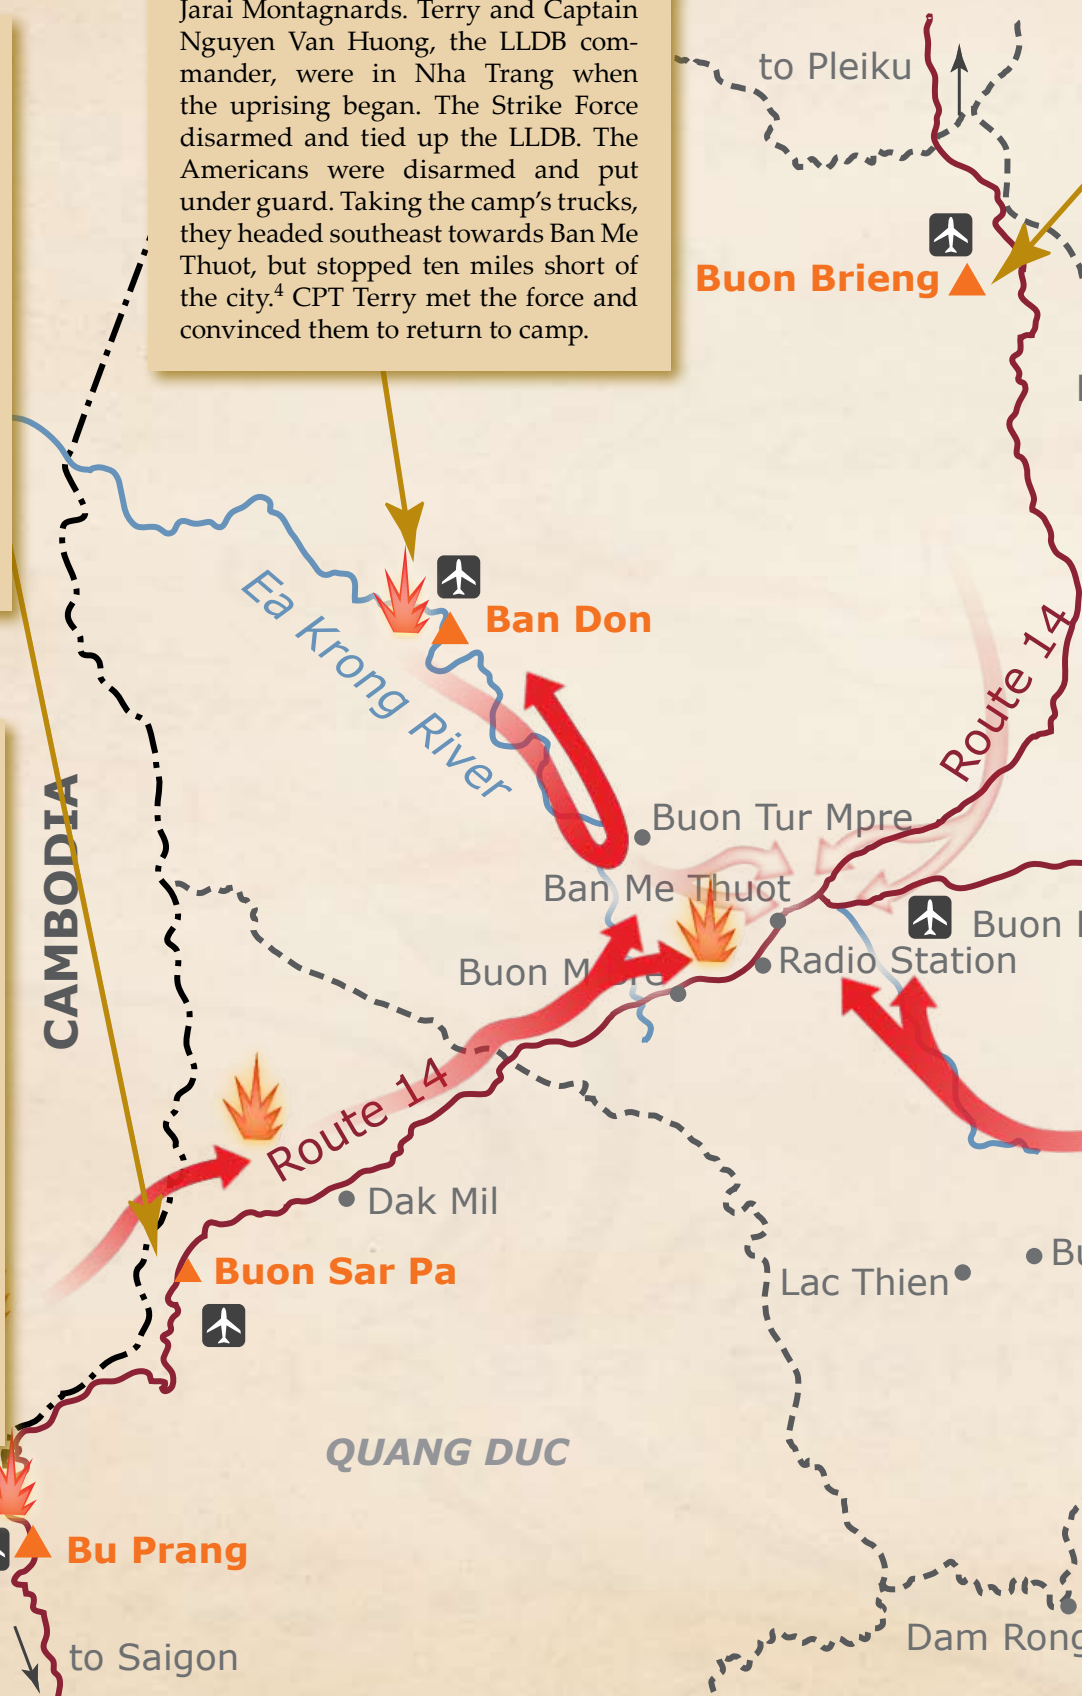 Jarai Montagnards. Terry and Captain
Nguyen Van Huong, the LLDB com-
mander, were in Nha Trang when
the uprising began. The Strike Force
disarmed and tied up the LLDB. The
Americans were disarmed and put
under guard. Taking the camp's trucks,
they headed southeast towards Ban Me
Thuot, but stopped ten miles short of
the city.4 CPT Terry met the force and
convinced them to return to camp.
to Pleiku
Buon Brieng
Ban Don
Ea Krong River
Route 14
CAMBODIA
Buon Tur Mpre
Ban Me Thuot
Buon
Radio Station
Buon
Route 14
Dak Mil
Buon Sar Pa
Lac Thien
QUANG DUC
Bu Prang
Dam Rong
to Saigon